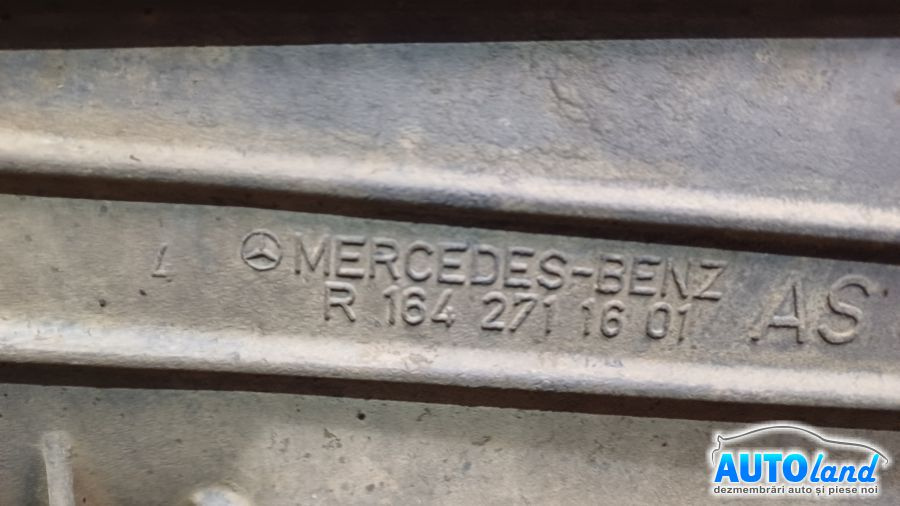 MERCEDES-BENZ
R 164 271 16 01
AS
AUTOland
dezmembrări auto și piese noi